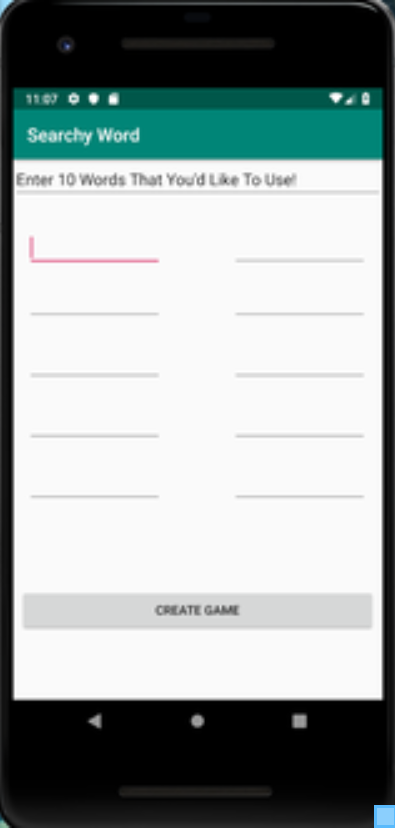 11:07
Searchy Word
Enter 10 Words That You'd Like To Use!
CREATE GAME